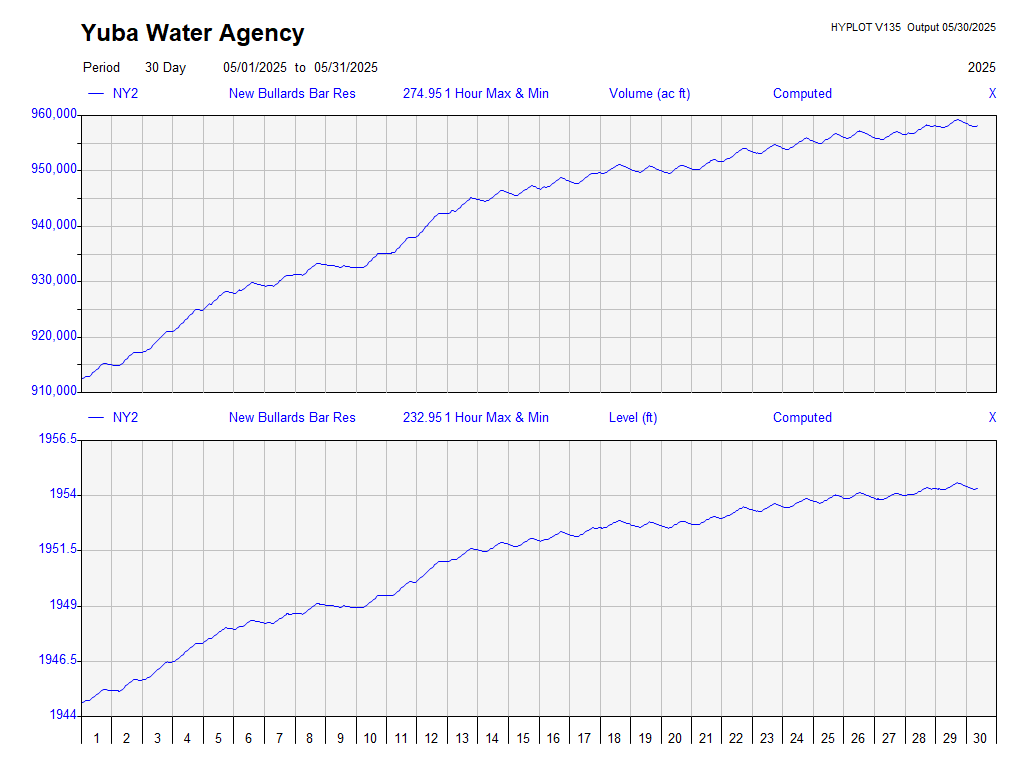 Yuba Water Agency
HYPLOT V135 Output 05/30/2025
Period 30 Day 05/01/2025 to 05/31/2025 2025
NY2 New Bullards Bar Res 274.95 1 Hour Max & Min Volume (ac ft) Computed X
960,000
950,000
940,000
930,000
920,000
910,000
NY2 New Bullards Bar Res 232.95 1 Hour Max & Min Level (ft) Computed X
1956.5
1954
1951.5
1949
1946.5
1944
1 2 3 4 5 6 7 8 9 10 11 12 13 14 15 16 17 18 19 20 21 22 23 24 25 26 27 28 29 30